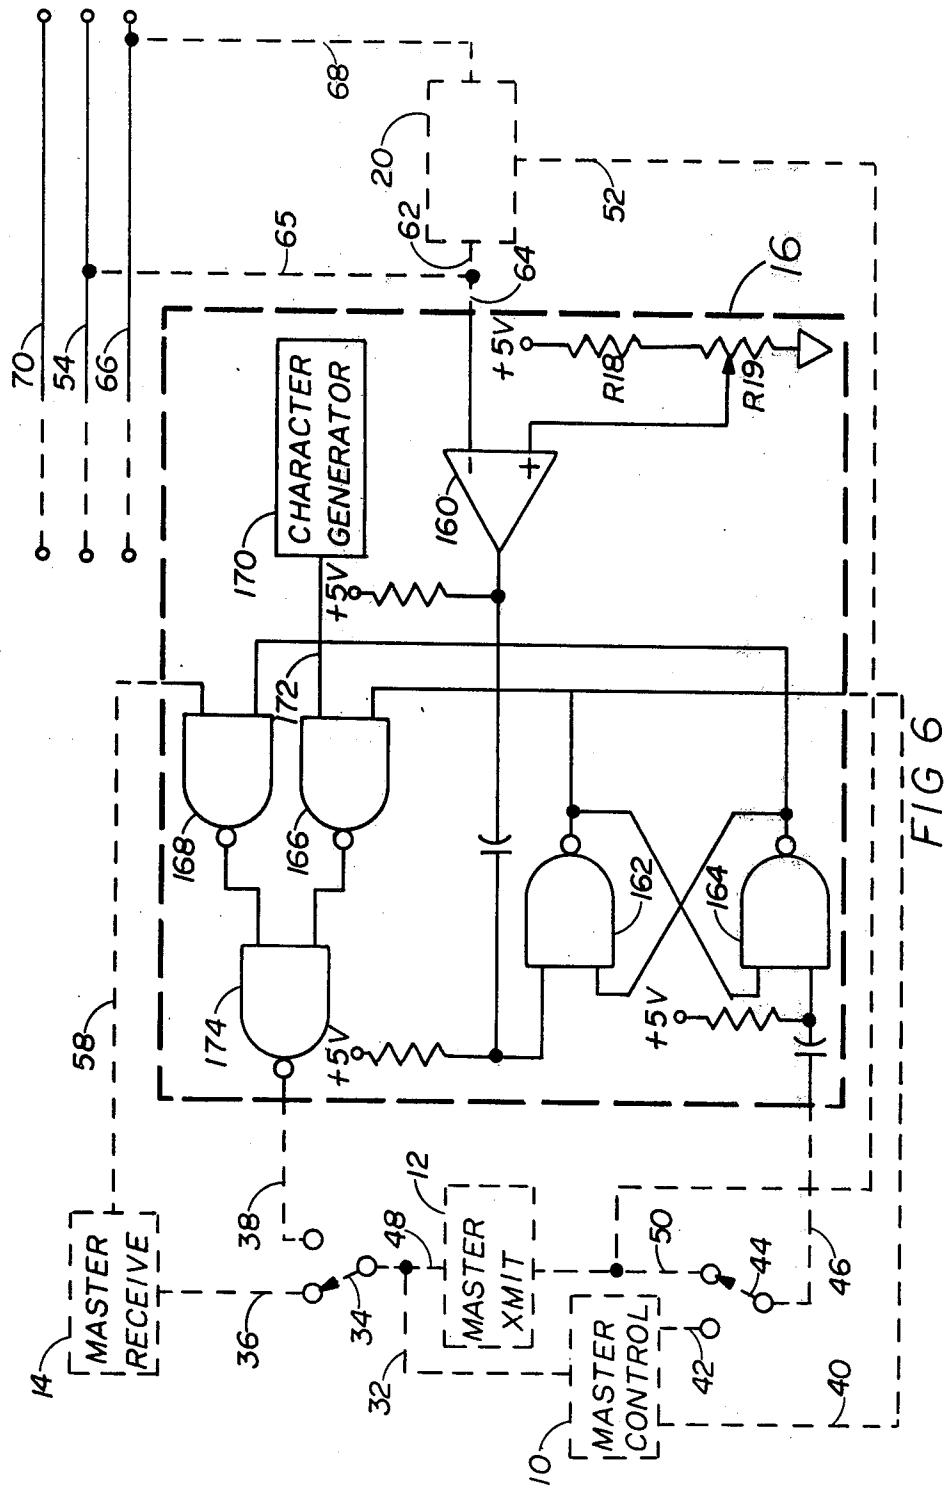 70
54
66
68
20
62
65
64
52
16
+5V
R18
R19
CHARACTER
GENERATOR
170
160
+5V
172
168
166
162
164
174
+5V
+5V
58
38
12
48
MASTER
XMIT
50
44
46
14
MASTER
RECEIVE
36
34
32
42
40
10
MASTER
CONTROL
-
+
FIG 6